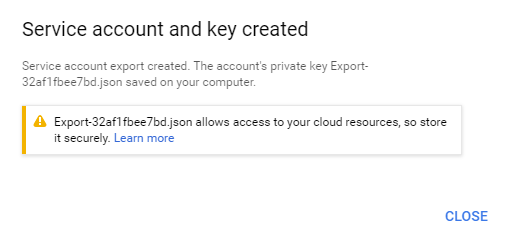 Service account and key created
Service account export created. The account's private key Export-
32af1fbee7bd.json saved on your computer.
Export-32af1fbee7bd.json allows access to your cloud resources, so store
it securely. Learn more
CLOSE